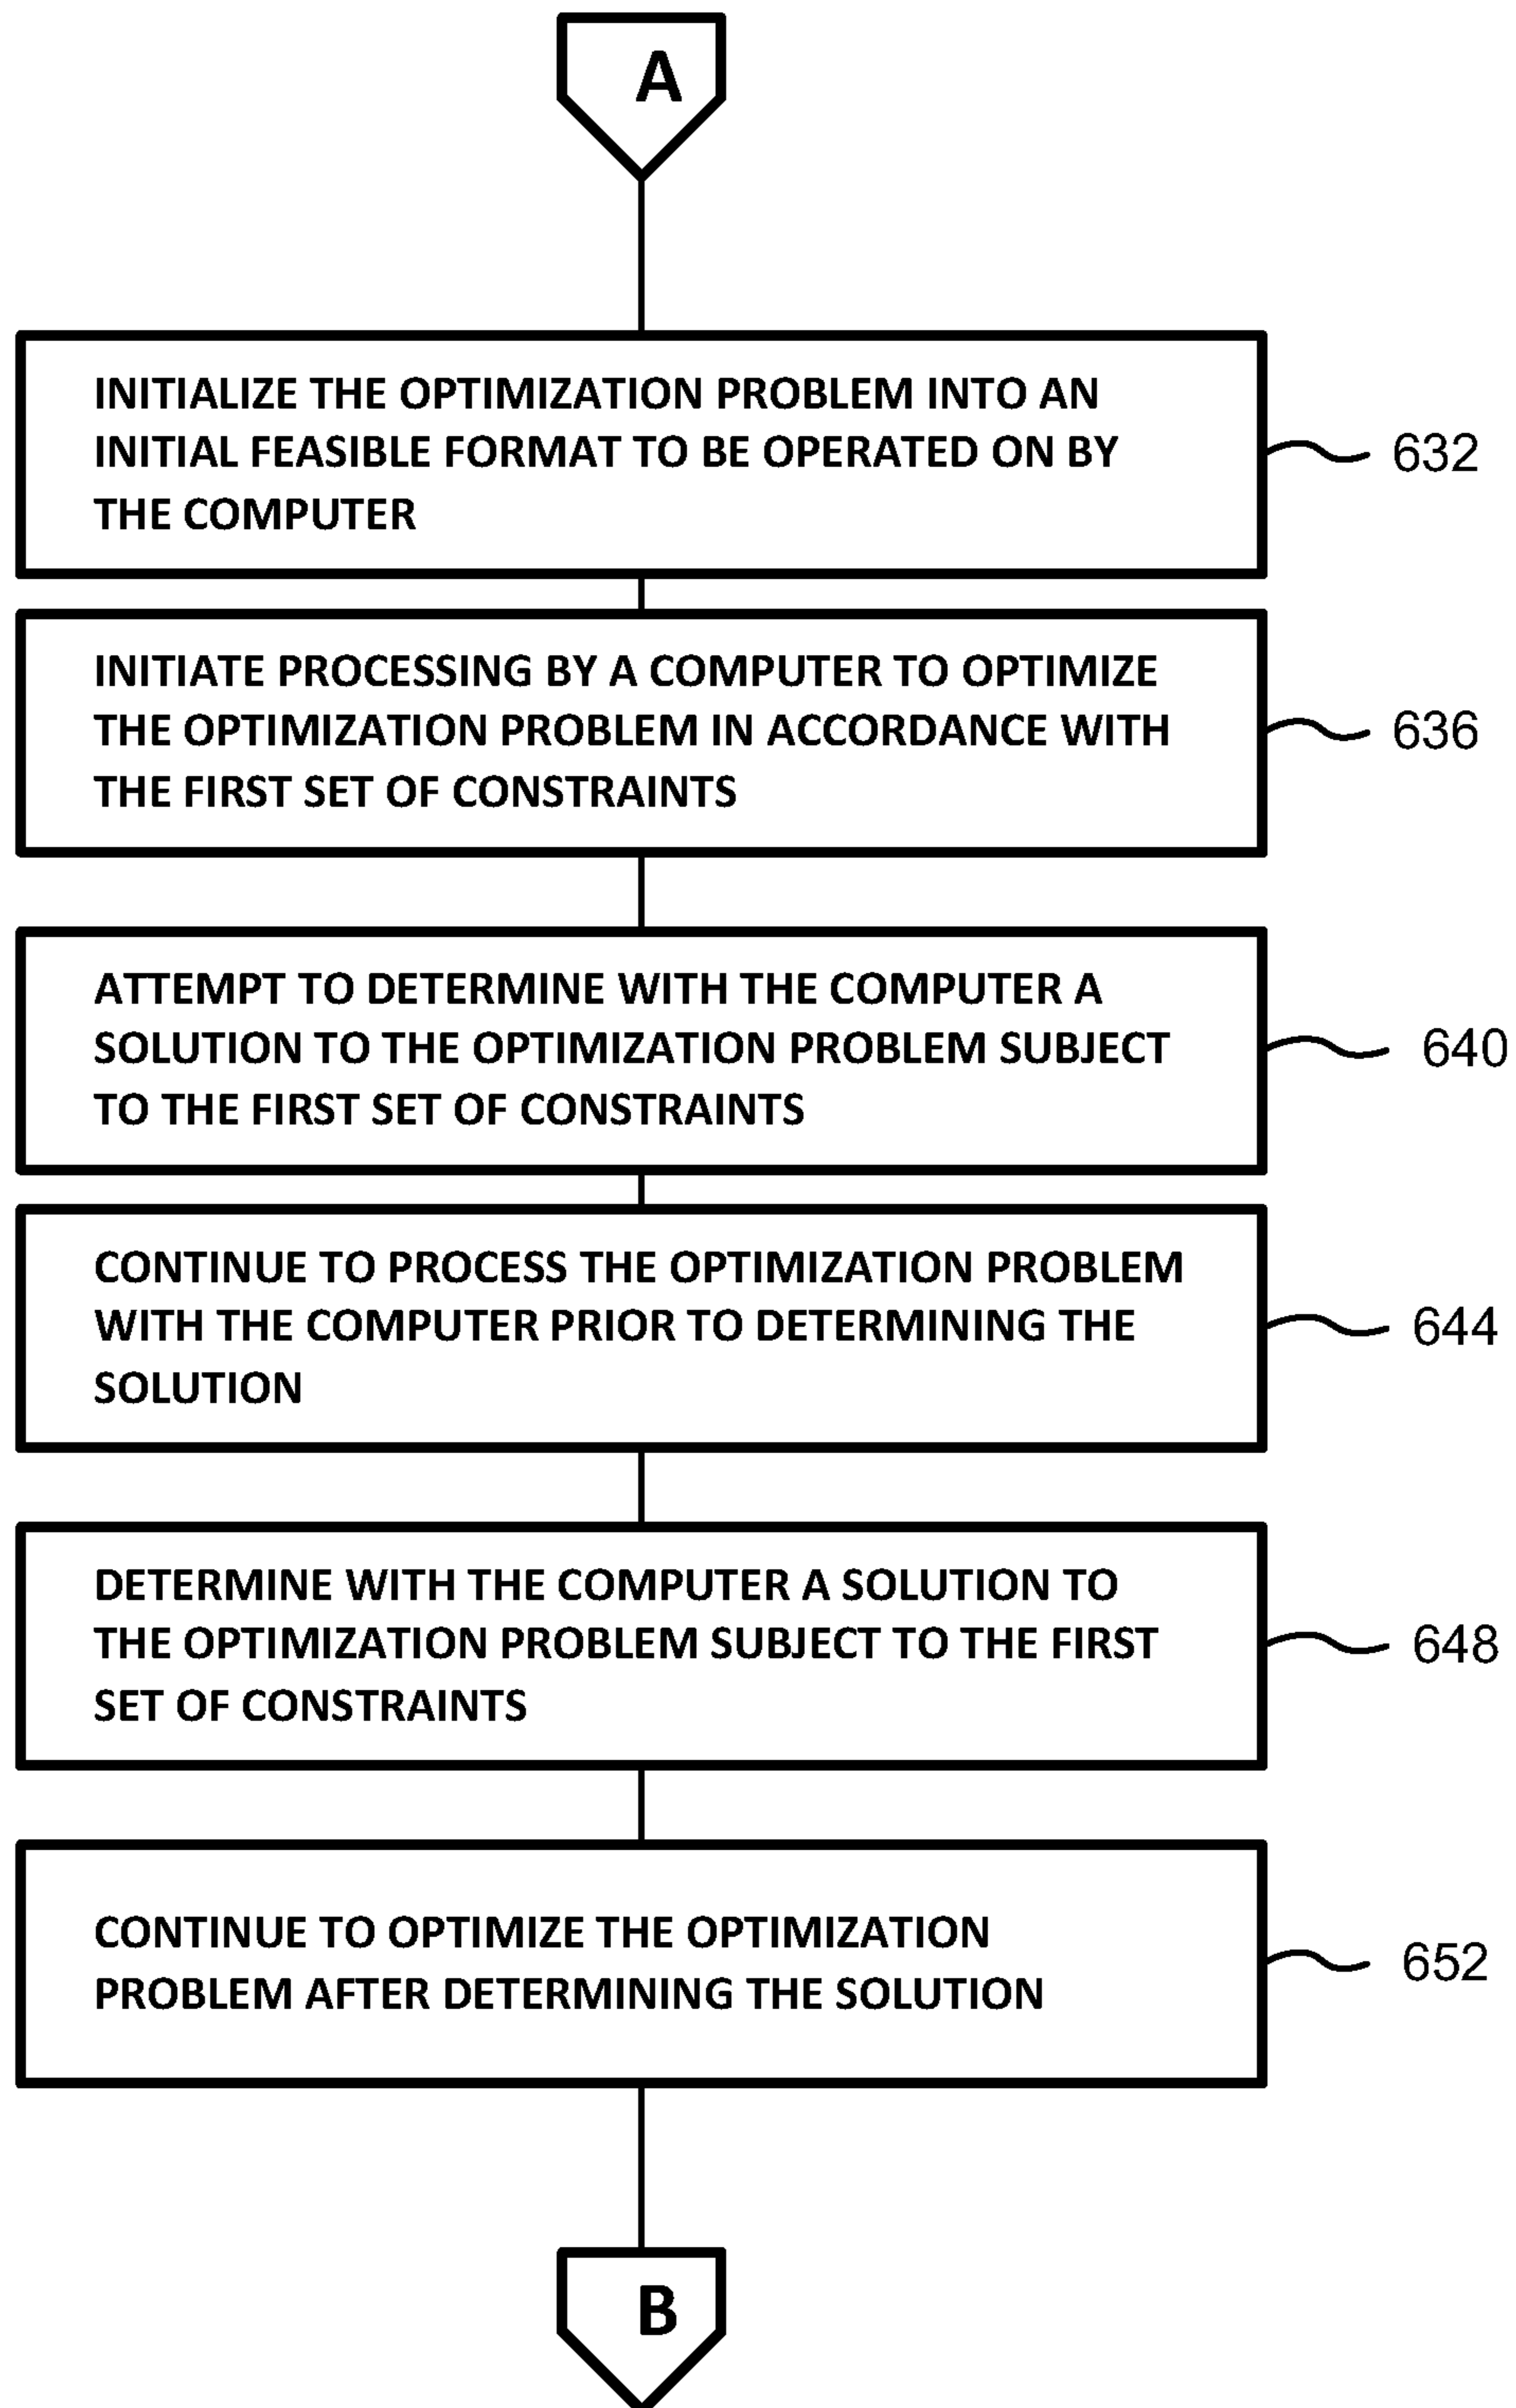 A
INITIALIZE THE OPTIMIZATION PROBLEM INTO AN
INITIAL FEASIBLE FORMAT TO BE OPERATED ON BY
THE COMPUTER
632
INITIATE PROCESSING BY A COMPUTER TO OPTIMIZE
THE OPTIMIZATION PROBLEM IN ACCORDANCE WITH
THE FIRST SET OF CONSTRAINTS
636
ATTEMPT TO DETERMINE WITH THE COMPUTER A
SOLUTION TO THE OPTIMIZATION PROBLEM SUBJECT
TO THE FIRST SET OF CONSTRAINTS
640
CONTINUE TO PROCESS THE OPTIMIZATION PROBLEM
WITH THE COMPUTER PRIOR TO DETERMINING THE
SOLUTION
644
DETERMINE WITH THE COMPUTER A SOLUTION TO
THE OPTIMIZATION PROBLEM SUBJECT TO THE FIRST
SET OF CONSTRAINTS
648
CONTINUE TO OPTIMIZE THE OPTIMIZATION
PROBLEM AFTER DETERMINING THE SOLUTION
652
B